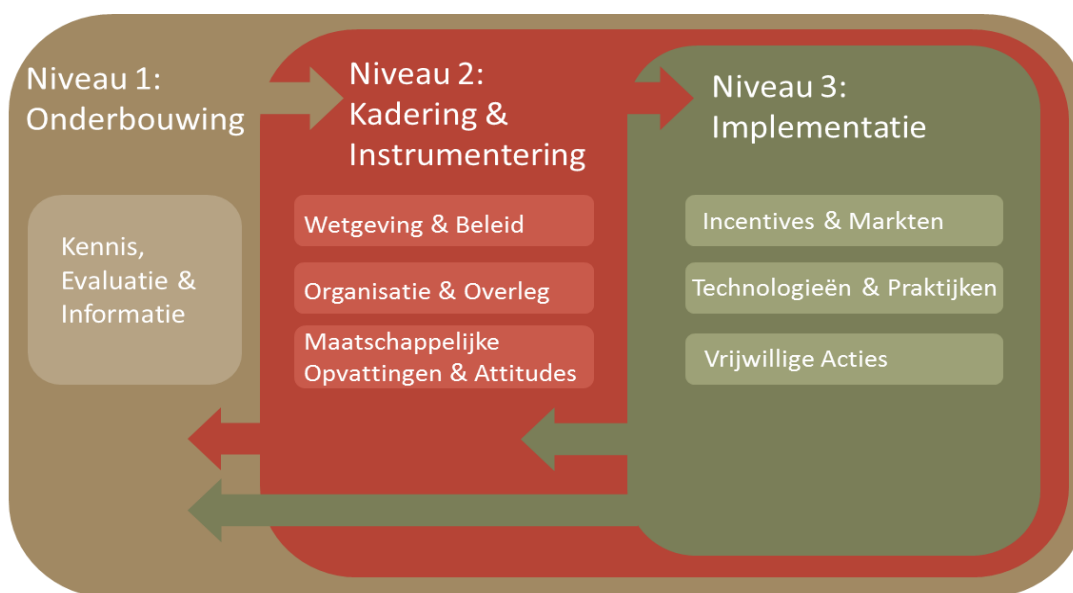 Niveau 1:
Onderbouwing
Kennis,
Evaluatie &
Informatie
Niveau 2:
Kadering &
Instrumentering
Wetgeving & Beleid
Organisatie & Overleg
Maatschappelijke
Opvattingen & Attitudes
Niveau 3:
Implementatie
Incentives & Markten
Technologieën & Praktijken
Vrijwillige Acties